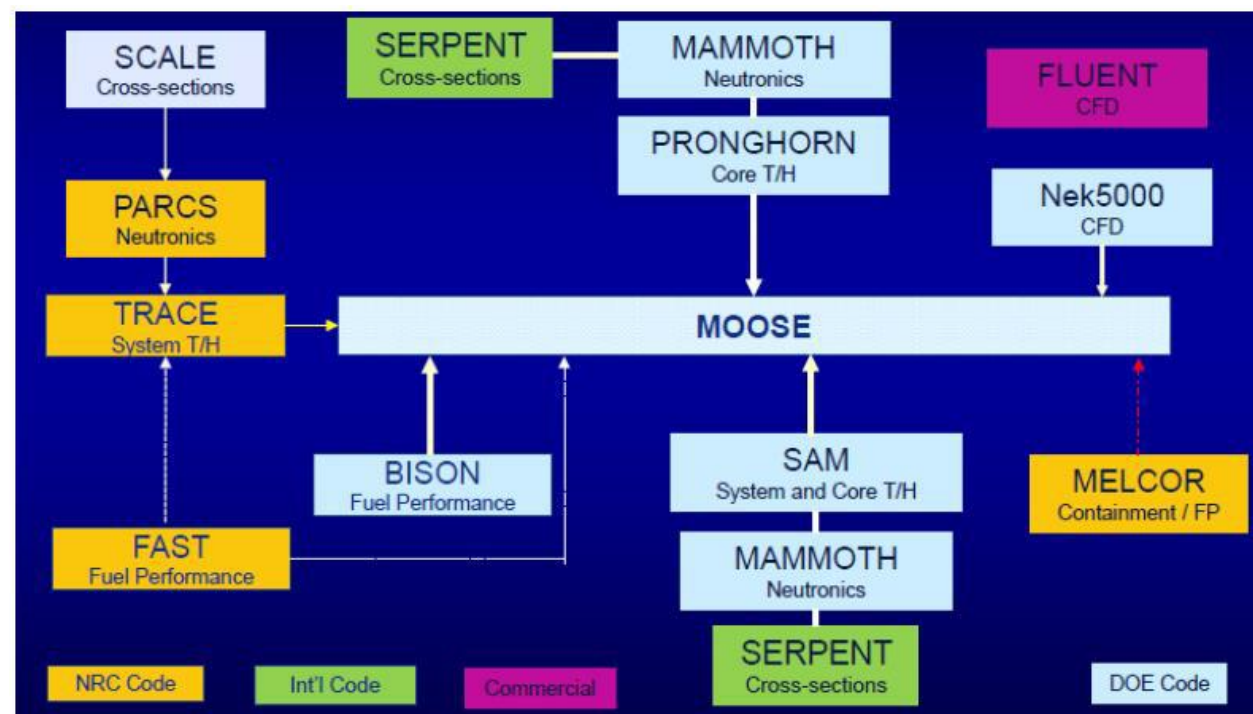 SCALE
Cross-sections
SERPENT
Cross-sections
MAMMOTH
Neutronics
FLUENT
CFD
PRONGHORN
Core T/H
PARCS
Neutronics
Nek5000
CFD
TRACE
System T/H
MOOSE
BISON
Fuel Performance
SAM
System and Core T/H
MELCOR
Containment / FP
FAST
Fuel Performance
MAMMOTH
Neutronics
SERPENT
Cross-sections
NRC Code
Int'l Code
Commercial
DOE Code